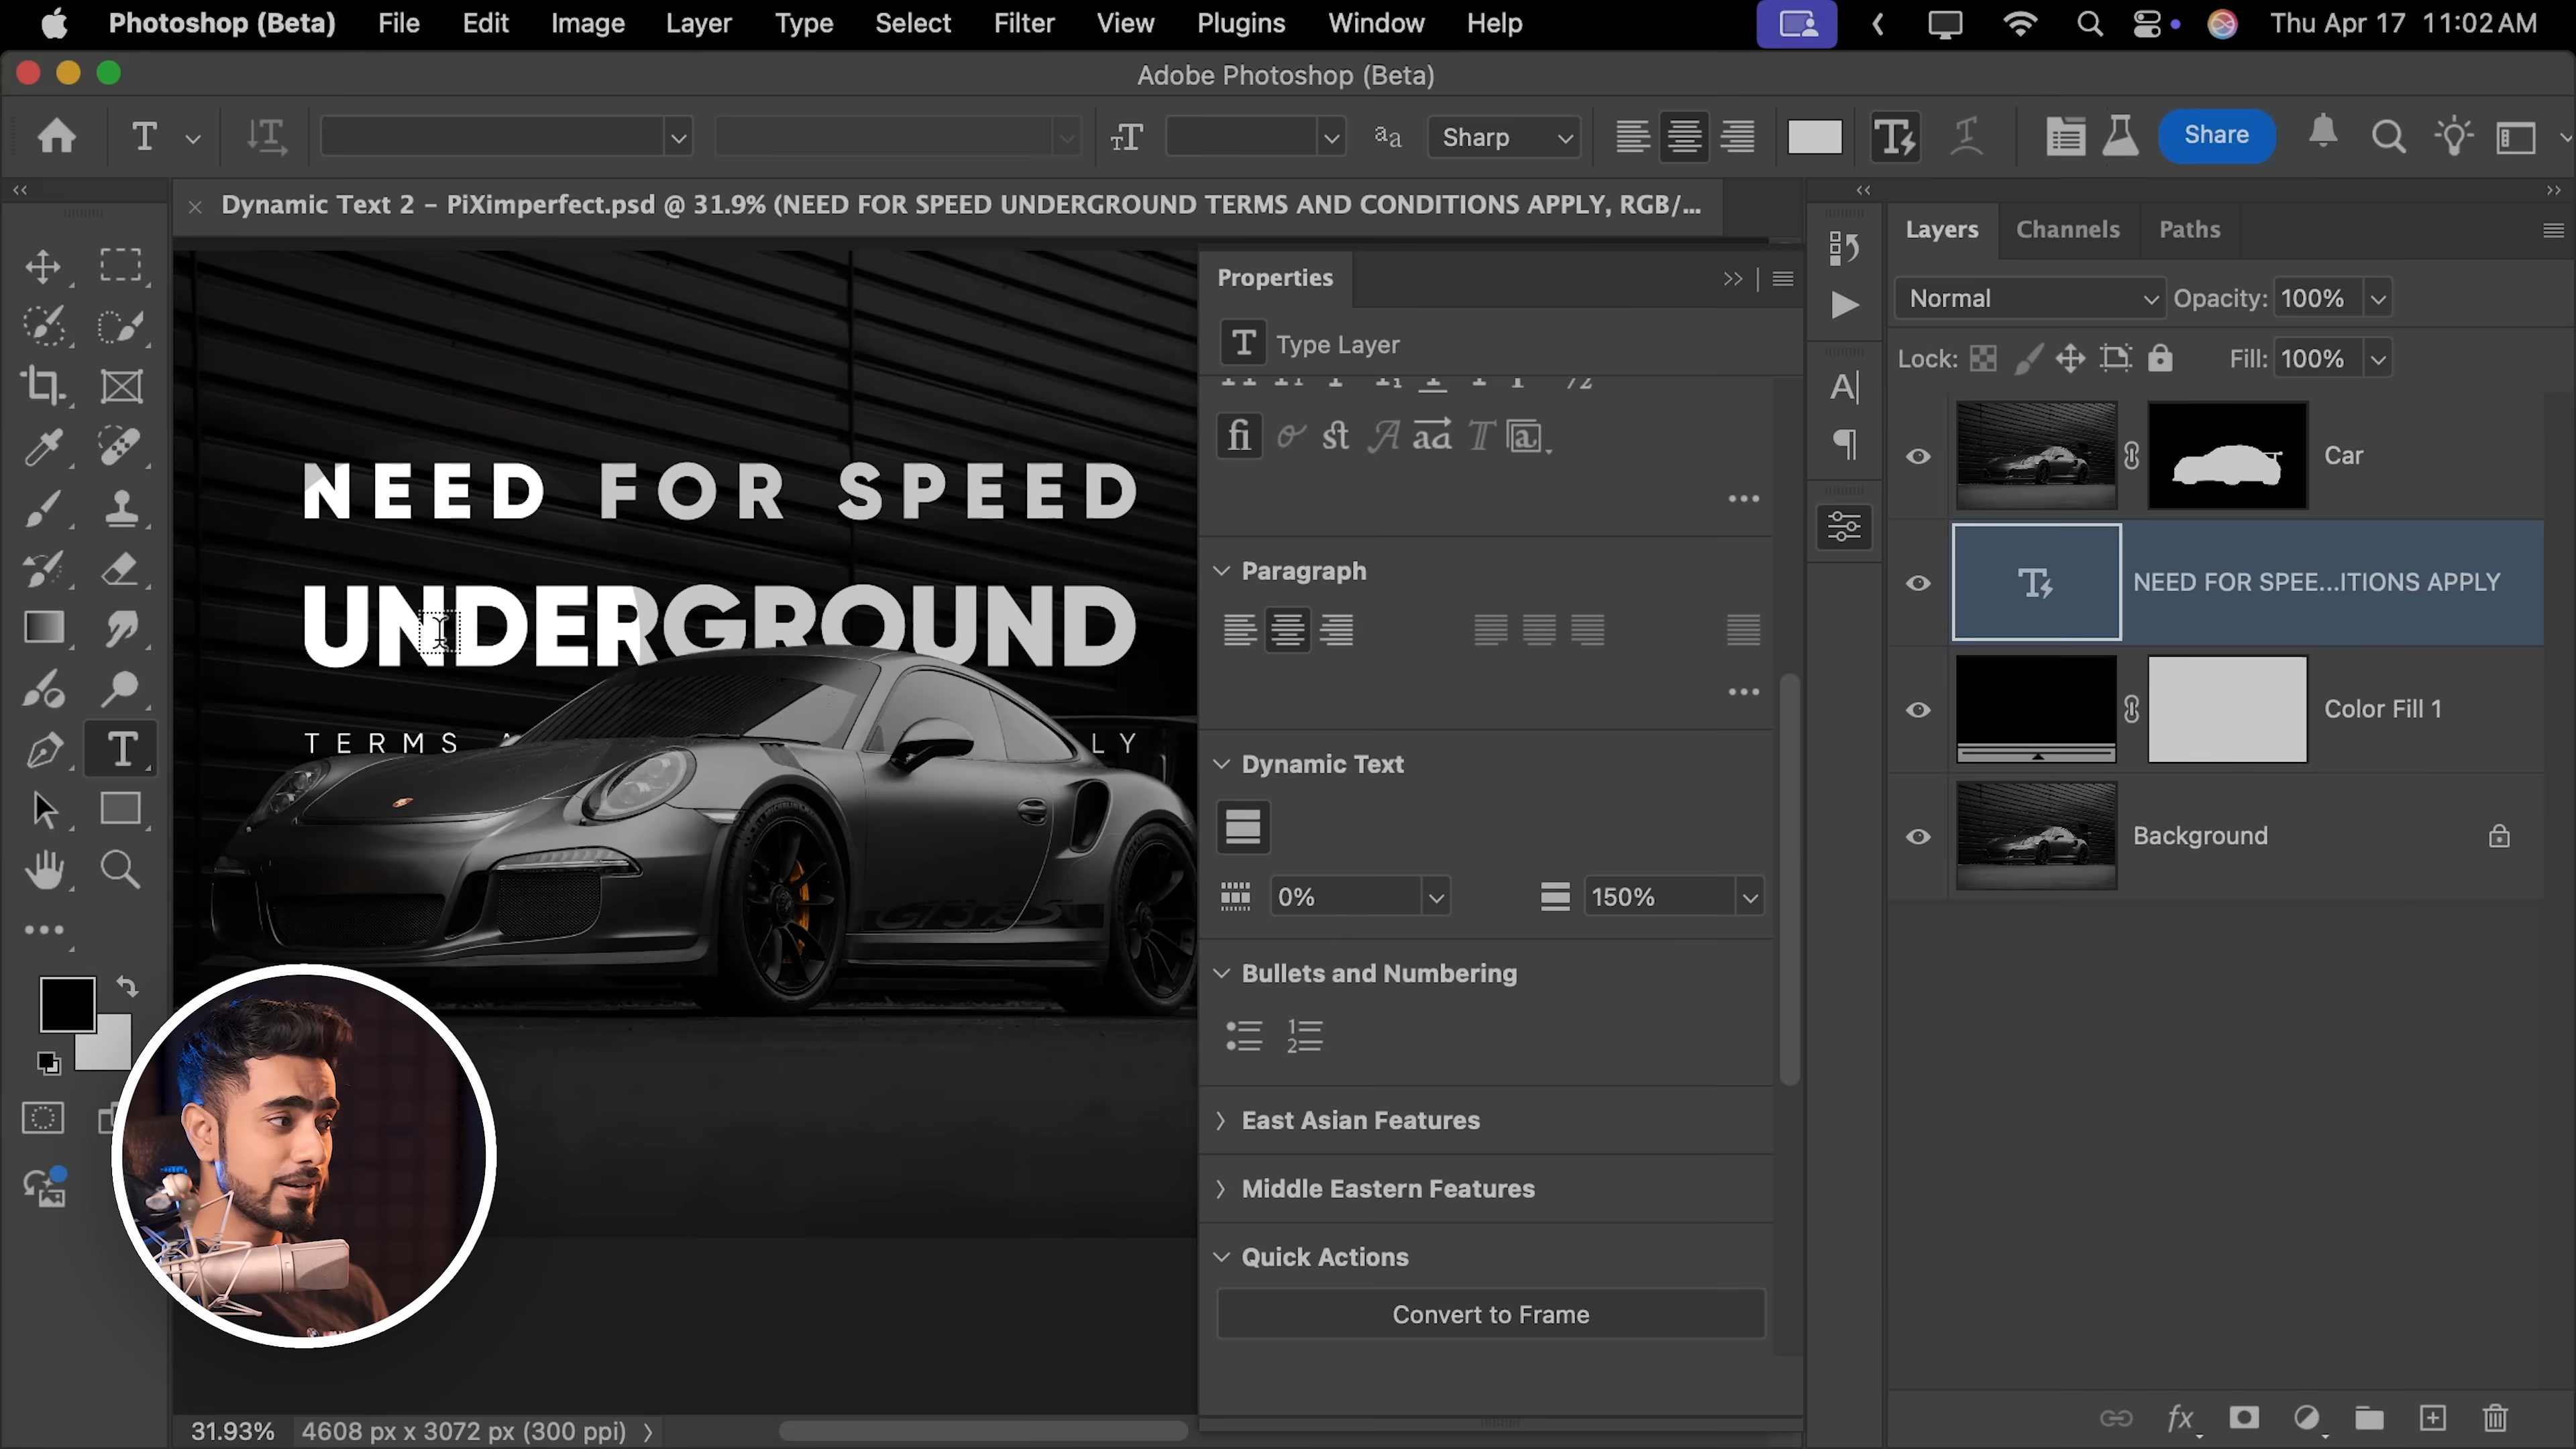 Photoshop (Beta) File Edit Image Layer Type Select Filter View Plugins Window Help Thu Apr 17 11:02 AM
Adobe Photoshop (Beta)
Sharp
Share
Dynamic Text 2 – PiXimperfect.psd @ 31.9% (NEED FOR SPEED UNDERGROUND TERMS AND CONDITIONS APPLY, RGB/...
NEED FOR SPEED
UNDERGROUND
TERMS
LY
GT3 RS
31.93% 4608 px x 3072 px (300 ppi)
Properties
Type Layer
Paragraph
Dynamic Text
0% 150%
Bullets and Numbering
East Asian Features
Middle Eastern Features
Quick Actions
Convert to Frame
Layers Channels Paths
Normal Opacity: 100%
Lock: Fill: 100%
Car
NEED FOR SPEE...ITIONS APPLY
Color Fill 1
Background